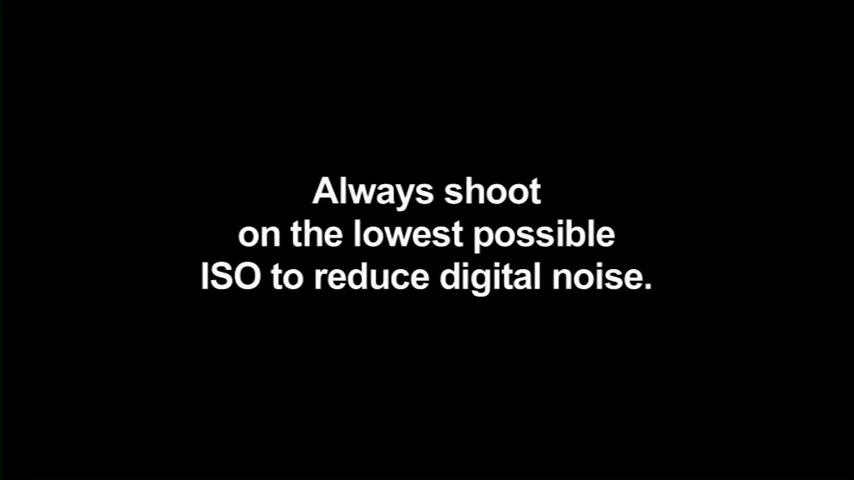 Always shoot
on the lowest possible
ISO to reduce digital noise.